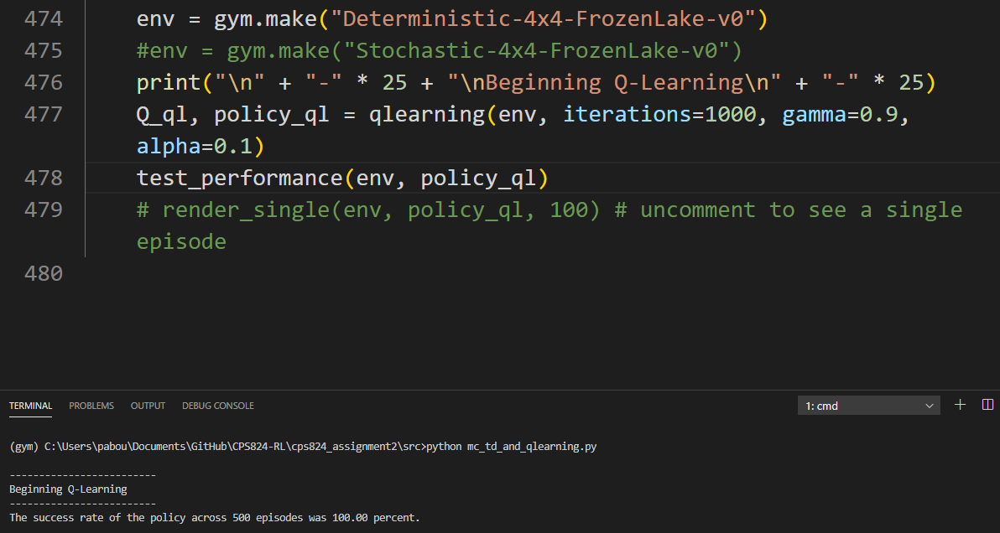 474 env = gym.make("Deterministic-4x4-FrozenLake-v0")
475 #env = gym.make("Stochastic-4x4-FrozenLake-v0")
476 print("\n" + "-" * 25 + "\nBeginning Q-Learning\n" + "-" * 25)
477 Q_ql, policy_ql = qlearning(env, iterations=1000, gamma=0.9,
alpha=0.1)
478 test_performance(env, policy_ql)
479 # render_single(env, policy_ql, 100) # uncomment to see a single
episode
480
TERMINAL PROBLEMS OUTPUT DEBUG CONSOLE 1: cmd
(gym) C:\Users\pabou\Documents\GitHub\CPS824-RL\cps824_assignment2\src>python mc_td_and_qlearning.py
-------------------------
Beginning Q-Learning
-------------------------
The success rate of the policy across 500 episodes was 100.00 percent.